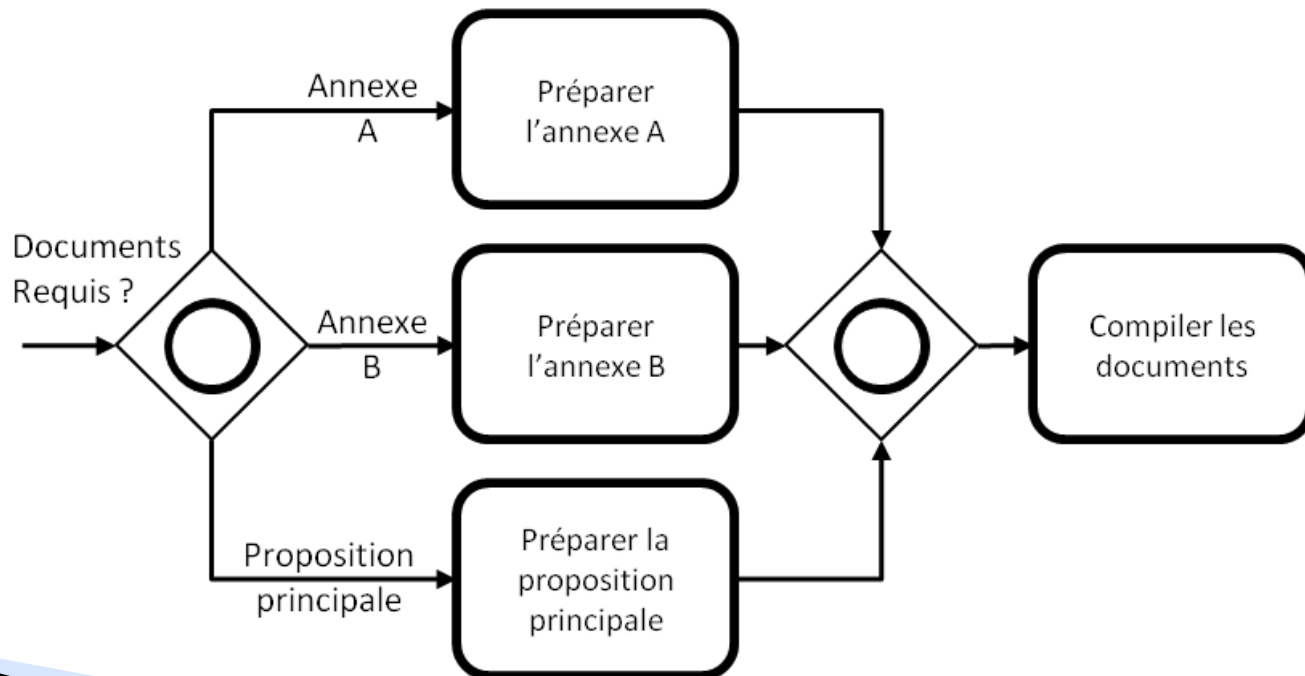 Annexe
A
Préparer
l'annexe A
Documents
Requis ?
Annexe
B
Préparer
l'annexe B
Compiler les
documents
Proposition
principale
Préparer la
proposition
principale